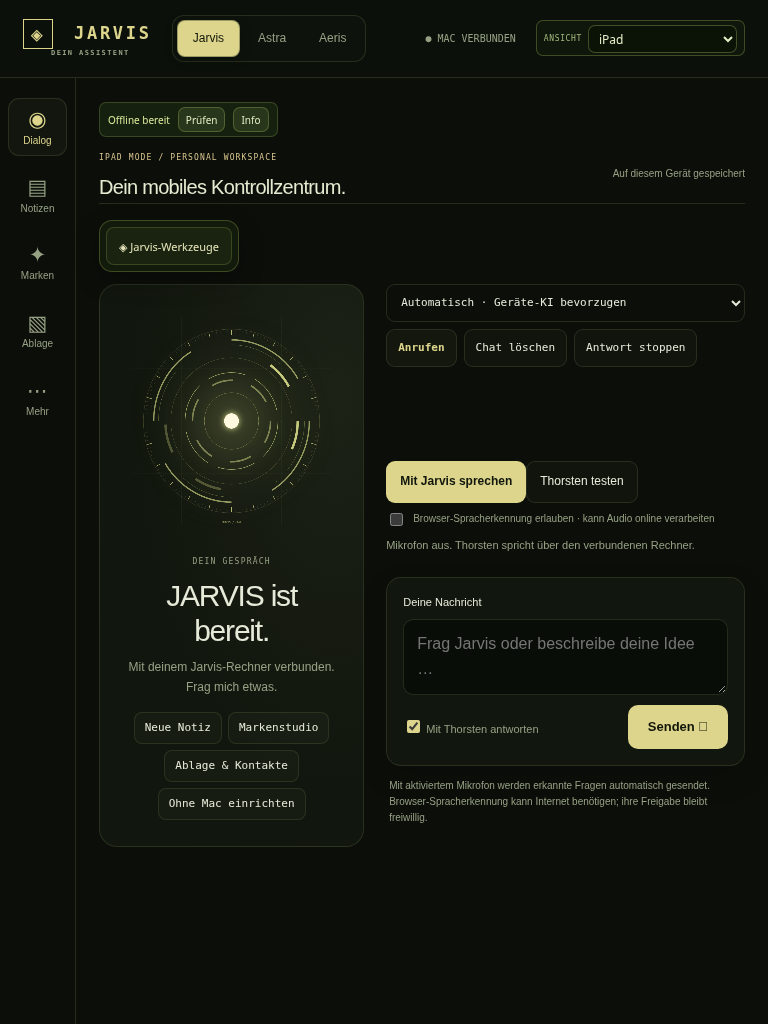 JARVIS
DEIN ASSISTENT
Jarvis
Astra
Aeris
MAC VERBUNDEN
ANSICHT
iPad
Dialog
Notizen
Marken
Ablage
Mehr
Offline bereit
Prüfen
Info
IPAD MODE / PERSONAL WORKSPACE
Dein mobiles Kontrollzentrum.
Auf diesem Gerät gespeichert
◈ Jarvis-Werkzeuge
DEIN GESPRÄCH
JARVIS ist
bereit.
Mit deinem Jarvis-Rechner verbunden.
Frag mich etwas.
Neue Notiz
Markenstudio
Ablage & Kontakte
Ohne Mac einrichten
Automatisch · Geräte-KI bevorzugen
Anrufen
Chat löschen
Antwort stoppen
Mit Jarvis sprechen
Thorsten testen
Browser-Spracherkennung erlauben · kann Audio online verarbeiten
Mikrofon aus. Thorsten spricht über den verbundenen Rechner.
Deine Nachricht
Frag Jarvis oder beschreibe deine Idee
…
Mit Thorsten antworten
Senden
Mit aktiviertem Mikrofon werden erkannte Fragen automatisch gesendet.
Browser-Spracherkennung kann Internet benötigen; ihre Freigabe bleibt
freiwillig.